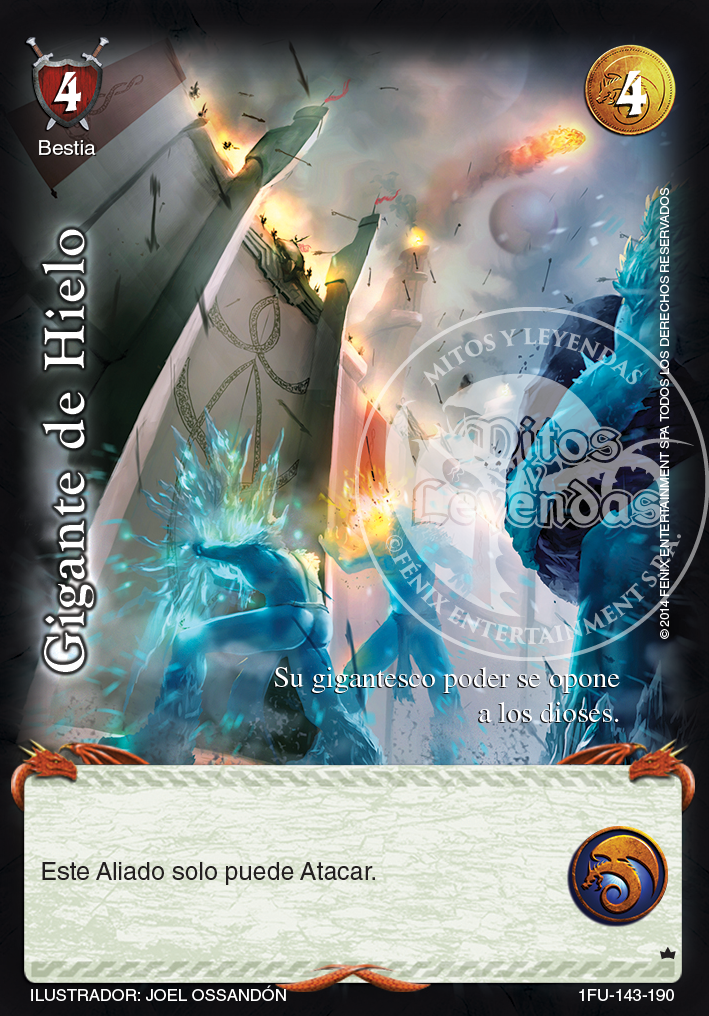 4
Bestia
4
Gigante de Hielo
© 2014 FENIX ENTERTAINMENT SPA TODOS LOS DERECHOS RESERVADOS
MITOS Y LEYENDAS
Mitos
Leyendas
© FÉNIX ENTERTAINMENT S.P.A.
Su gigantesco poder se opone
a los dioses.
Este Aliado solo puede Atacar.
ILUSTRADOR: JOEL OSSANDÓN
1FU-143-190